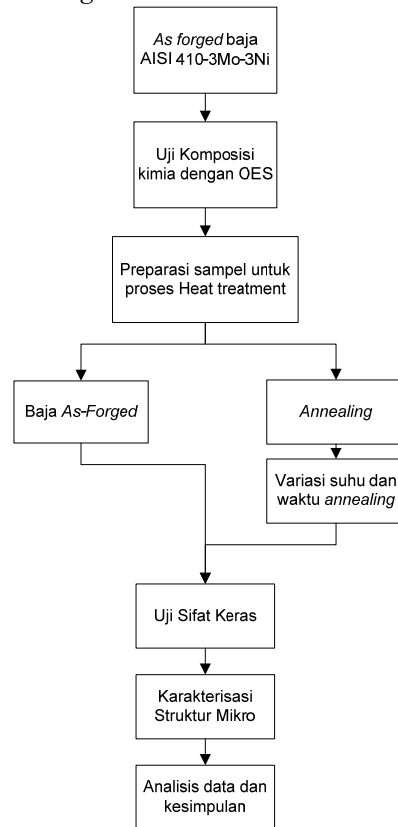 As forged baja
AISI 410-3Mo-3Ni
Uji Komposisi
kimia dengan OES
Preparasi sampel untuk
proses Heat treatment
Baja As-Forged
Annealing
Variasi suhu dan
waktu annealing
Uji Sifat Keras
Karakterisasi
Struktur Mikro
Analisis data dan
kesimpulan